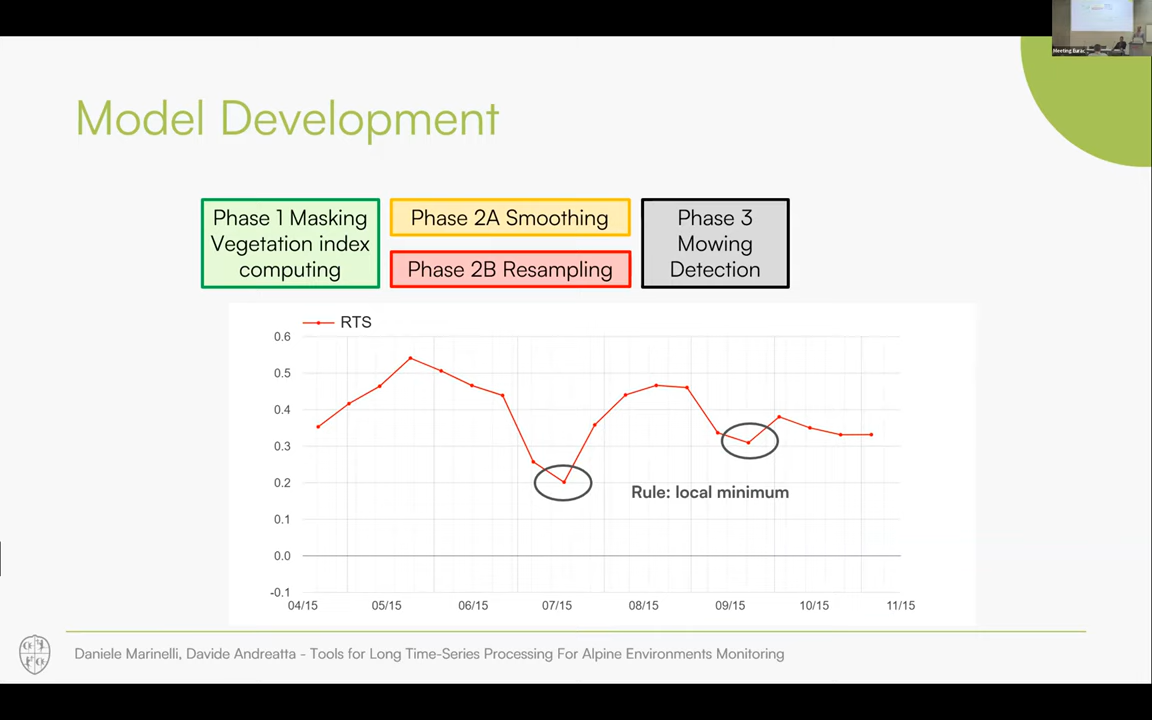 Meeting Barac
Model Development
Phase 1 Masking
Vegetation index
computing
Phase 2A Smoothing
Phase 2B Resampling
Phase 3
Mowing
Detection
RTS
0.6
0.5
0.4
0.3
0.2
0.1
0.0
-0.1
04/15 05/15 06/15 07/15 08/15 09/15 10/15 11/15
Rule: local minimum
Daniele Marinelli, Davide Andreatta - Tools for Long Time-Series Processing For Alpine Environments Monitoring